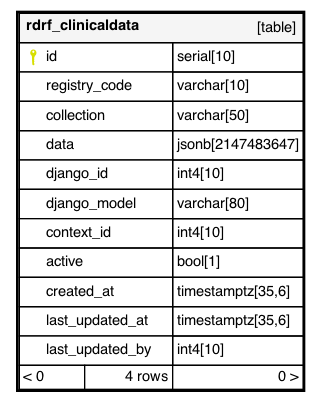 rdrf_clinicaldata [table]
id serial[10]
registry_code varchar[10]
collection varchar[50]
data jsonb[2147483647]
django_id int4[10]
django_model varchar[80]
context_id int4[10]
active bool[1]
created_at timestamptz[35,6]
last_updated_at timestamptz[35,6]
last_updated_by int4[10]
< 0 4 rows 0 >